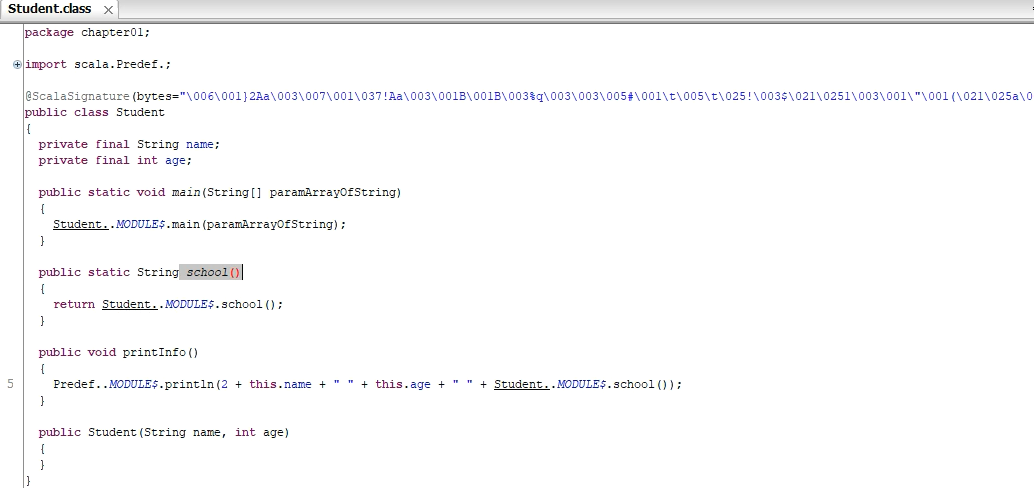 Student.class
package chapter01;
import scala.Predef.;
@ScalaSignature(bytes="\006\001}2Aa\003\007\001\037!Aa\003\001B\001B\003%q\003\003\005#\001\t\005\t\025!\003$\021\0251\003\001\"\001(\021\025a\0
public class Student
{
private final String name;
private final int age;
public static void main(String[] paramArrayOfString)
{
Student..MODULE$.main(paramArrayOfString);
}
public static String school()
{
return Student..MODULE$.school();
}
public void printInfo()
{
5 Predef..MODULE$.println(2 + this.name + " " + this.age + " " + Student..MODULE$.school());
}
public Student(String name, int age)
{
}
}